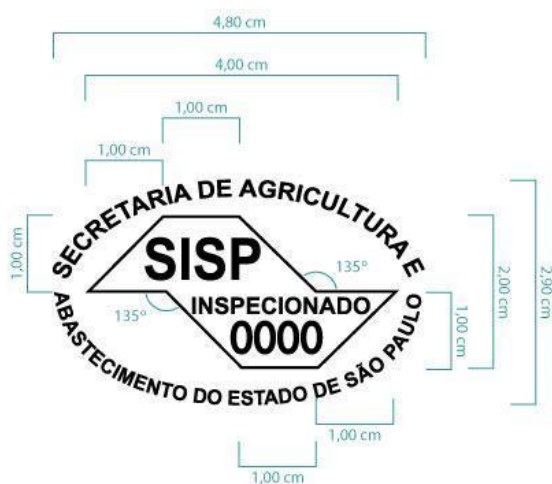 4,80 cm
4,00 cm
1,00 cm
1,00 cm
SECRETARIA DE AGRICULTURA E
1,00 cm
SISP
135º
INSPECIONADO
135º
0000
ABASTECIMENTO DO ESTADO DE SÃO PAULO
2,00 cm
2,90 cm
1,00 cm
1,00 cm
1,00 cm